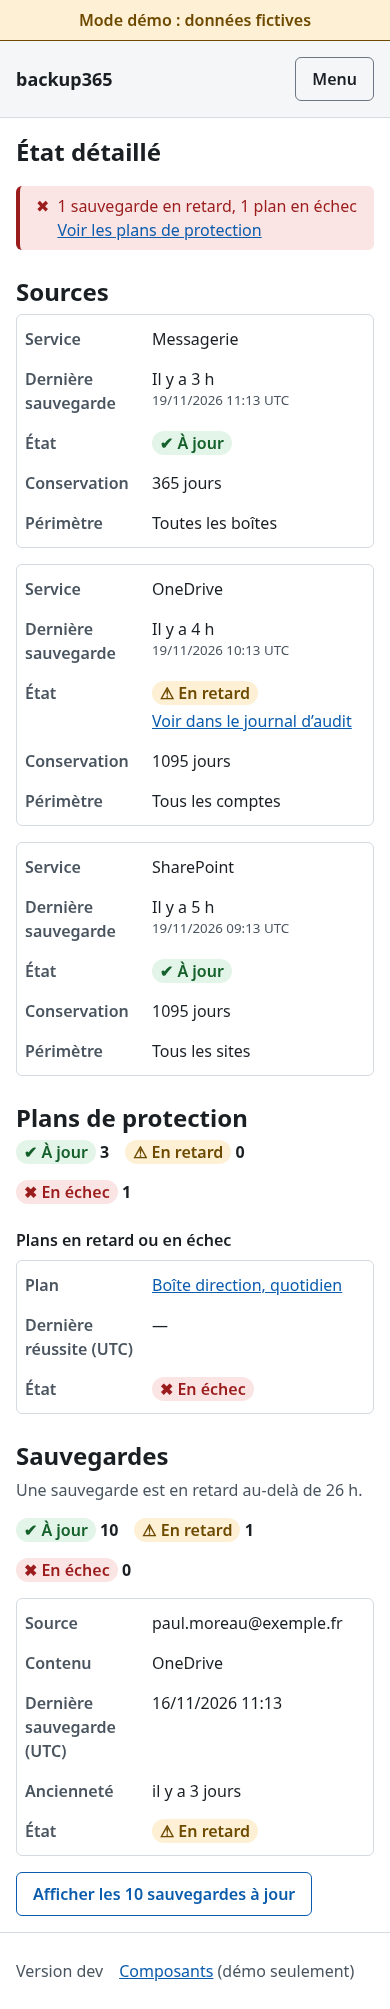 Mode démo : données fictives
backup365
Menu
État détaillé
✖ 1 sauvegarde en retard, 1 plan en échec
Voir les plans de protection
Sources
Service Messagerie
Dernière sauvegarde Il y a 3 h
19/11/2026 11:13 UTC
État ✔ À jour
Conservation 365 jours
Périmètre Toutes les boîtes
Service OneDrive
Dernière sauvegarde Il y a 4 h
19/11/2026 10:13 UTC
État ⚠ En retard
Voir dans le journal d’audit
Conservation 1095 jours
Périmètre Tous les comptes
Service SharePoint
Dernière sauvegarde Il y a 5 h
19/11/2026 09:13 UTC
État ✔ À jour
Conservation 1095 jours
Périmètre Tous les sites
Plans de protection
✔ À jour 3 ⚠ En retard 0
✖ En échec 1
Plans en retard ou en échec
Plan Boîte direction, quotidien
Dernière réussite (UTC) —
État ✖ En échec
Sauvegardes
Une sauvegarde est en retard au-delà de 26 h.
✔ À jour 10 ⚠ En retard 1
✖ En échec 0
Source paul.moreau@exemple.fr
Contenu OneDrive
Dernière sauvegarde (UTC) 16/11/2026 11:13
Ancienneté il y a 3 jours
État ⚠ En retard
Afficher les 10 sauvegardes à jour
Version dev Composants (démo seulement)